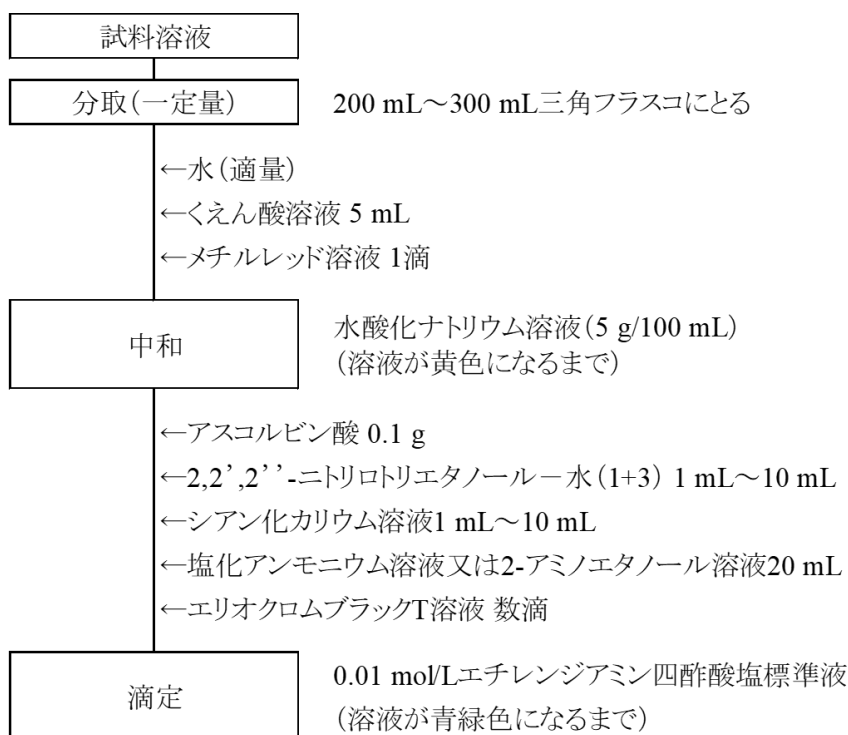 試料溶液
分取(一定量)
200 mL～300 mL三角フラスコにとる
←水(適量)
←くえん酸溶液 5 mL
←メチルレッド溶液 1滴
中和
水酸化ナトリウム溶液(5 g/100 mL)
(溶液が黄色になるまで)
←アスコルビン酸 0.1 g
←2,2’,2’’-ニトリロトリエタノール－水(1+3) 1 mL～10 mL
←シアン化カリウム溶液1 mL～10 mL
←塩化アンモニウム溶液又は2-アミノエタノール溶液20 mL
←エリオクロムブラックT溶液 数滴
滴定
0.01 mol/Lエチレンジアミン四酢酸塩標準液
(溶液が青緑色になるまで)